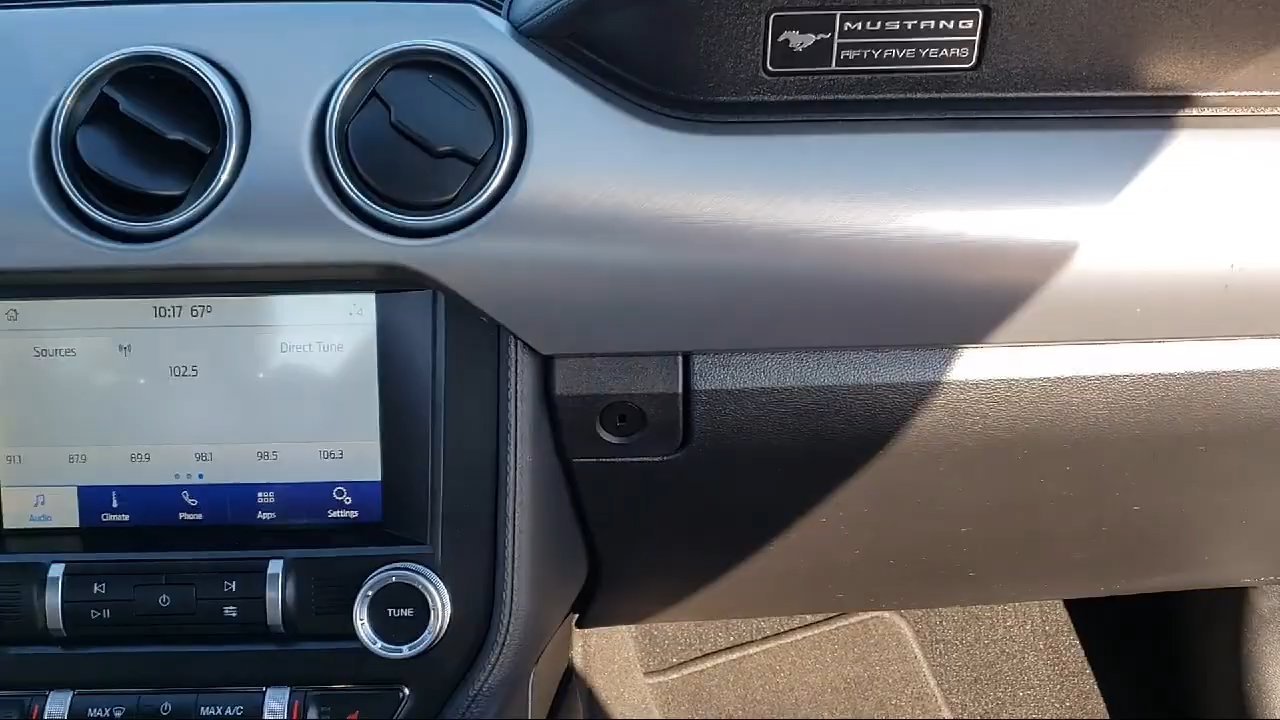 MUSTANG
FIFTY FIVE YEARS
10:17 67º
Sources
Direct Tune
102.5
91.1 87.9 89.9 98.1 98.5 106.3
Audio Climate Phone Apps Settings
TUNE
MAX
MAX A/C